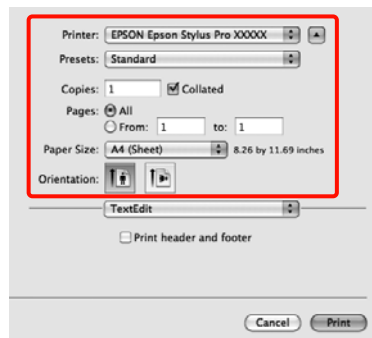 Printer: EPSON Epson Stylus Pro XXXXX
Presets: Standard
Copies: 1 Collated
Pages: All
From: 1 to: 1
Paper Size: A4 (Sheet) 8.26 by 11.69 inches
Orientation:
TextEdit
Print header and footer
Cancel Print